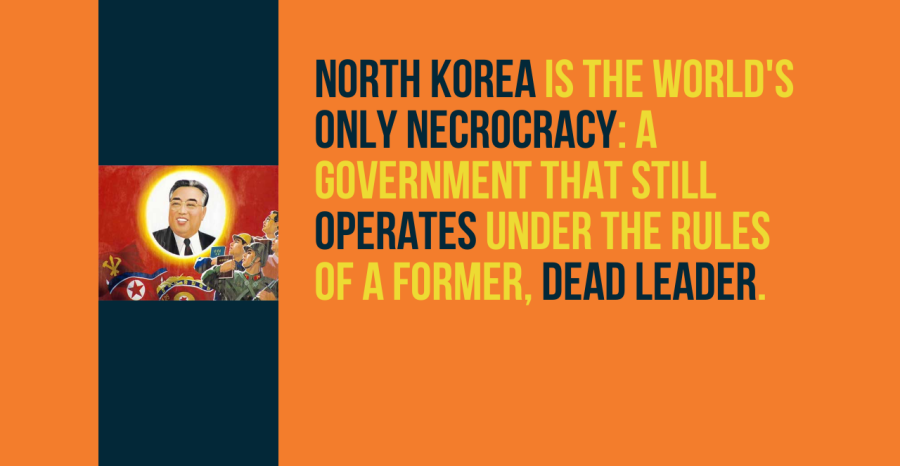 NORTH KOREA IS THE WORLD'S
ONLY NECROCRACY: A
GOVERNMENT THAT STILL
OPERATES UNDER THE RULES
OF A FORMER, DEAD LEADER.